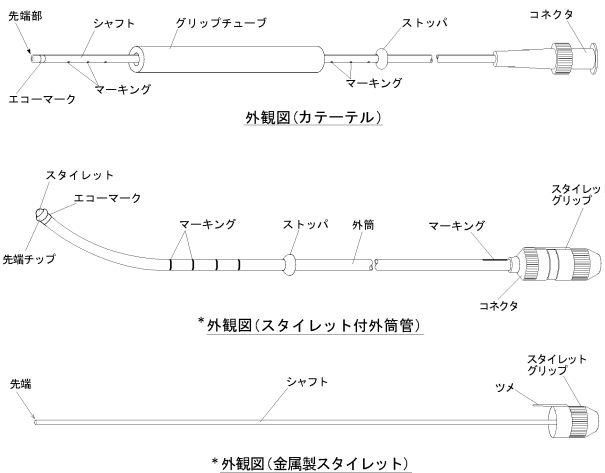 先端部
シャフト
グリップチューブ
ストッパ
コネクタ
エコーマーク
マーキング
マーキング
外観図(カテーテル)
スタイレット
エコーマーク
先端チップ
マーキング
ストッパ
外筒
マーキング
スタイレット
グリップ
コネクタ
*外観図(スタイレット付外筒管)
先端
シャフト
ツメ
スタイレット
グリップ
*外観図(金属製スタイレット)